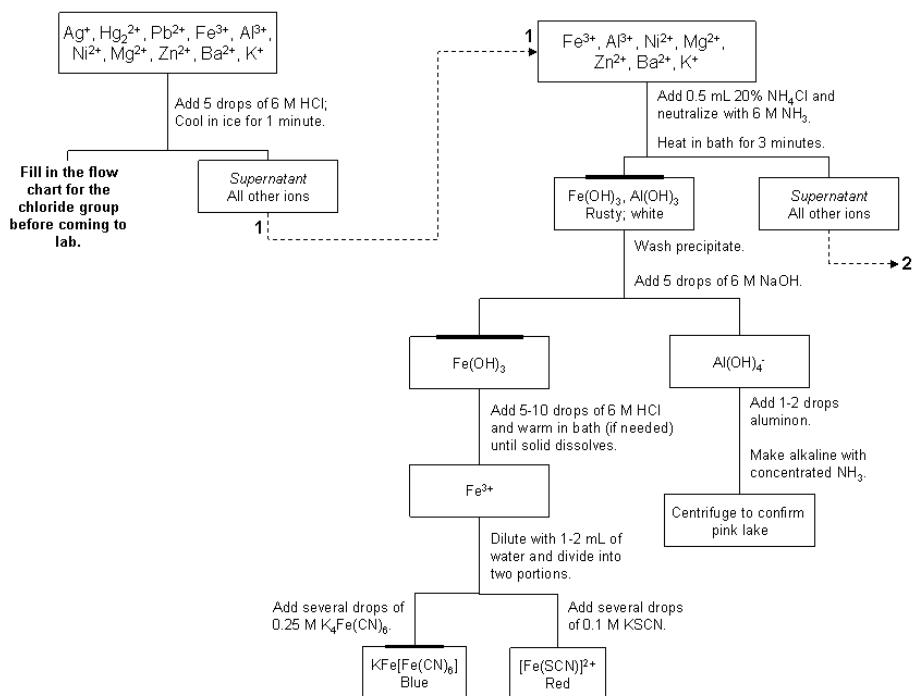 Ag⁺, Hg₂²⁺, Pb²⁺, Fe³⁺, Al³⁺,
Ni²⁺, Mg²⁺, Zn²⁺, Ba²⁺, K⁺
Add 5 drops of 6 M HCl;
Cool in ice for 1 minute.
Fill in the flow
chart for the
chloride group
before coming to
lab.
Supernatant
All other ions
1
1
Fe³⁺, Al³⁺, Ni²⁺, Mg²⁺,
Zn²⁺, Ba²⁺, K⁺
Add 0.5 mL 20% NH₄Cl and
neutralize with 6 M NH₃.
Heat in bath for 3 minutes.
Fe(OH)₃, Al(OH)₃
Rusty; white
Supernatant
All other ions
2
Wash precipitate.
Add 5 drops of 6 M NaOH.
Fe(OH)₃
Al(OH)₄⁻
Add 5-10 drops of 6 M HCl
and warm in bath (if needed)
until solid dissolves.
Add 1-2 drops
aluminon.
Make alkaline with
concentrated NH₃.
Fe³⁺
Centrifuge to confirm
pink lake
Dilute with 1-2 mL of
water and divide into
two portions.
Add several drops of
0.25 M K₄Fe(CN)₆.
Add several drops
of 0.1 M KSCN.
KFe[Fe(CN)₆]
Blue
[Fe(SCN)]²⁺
Red